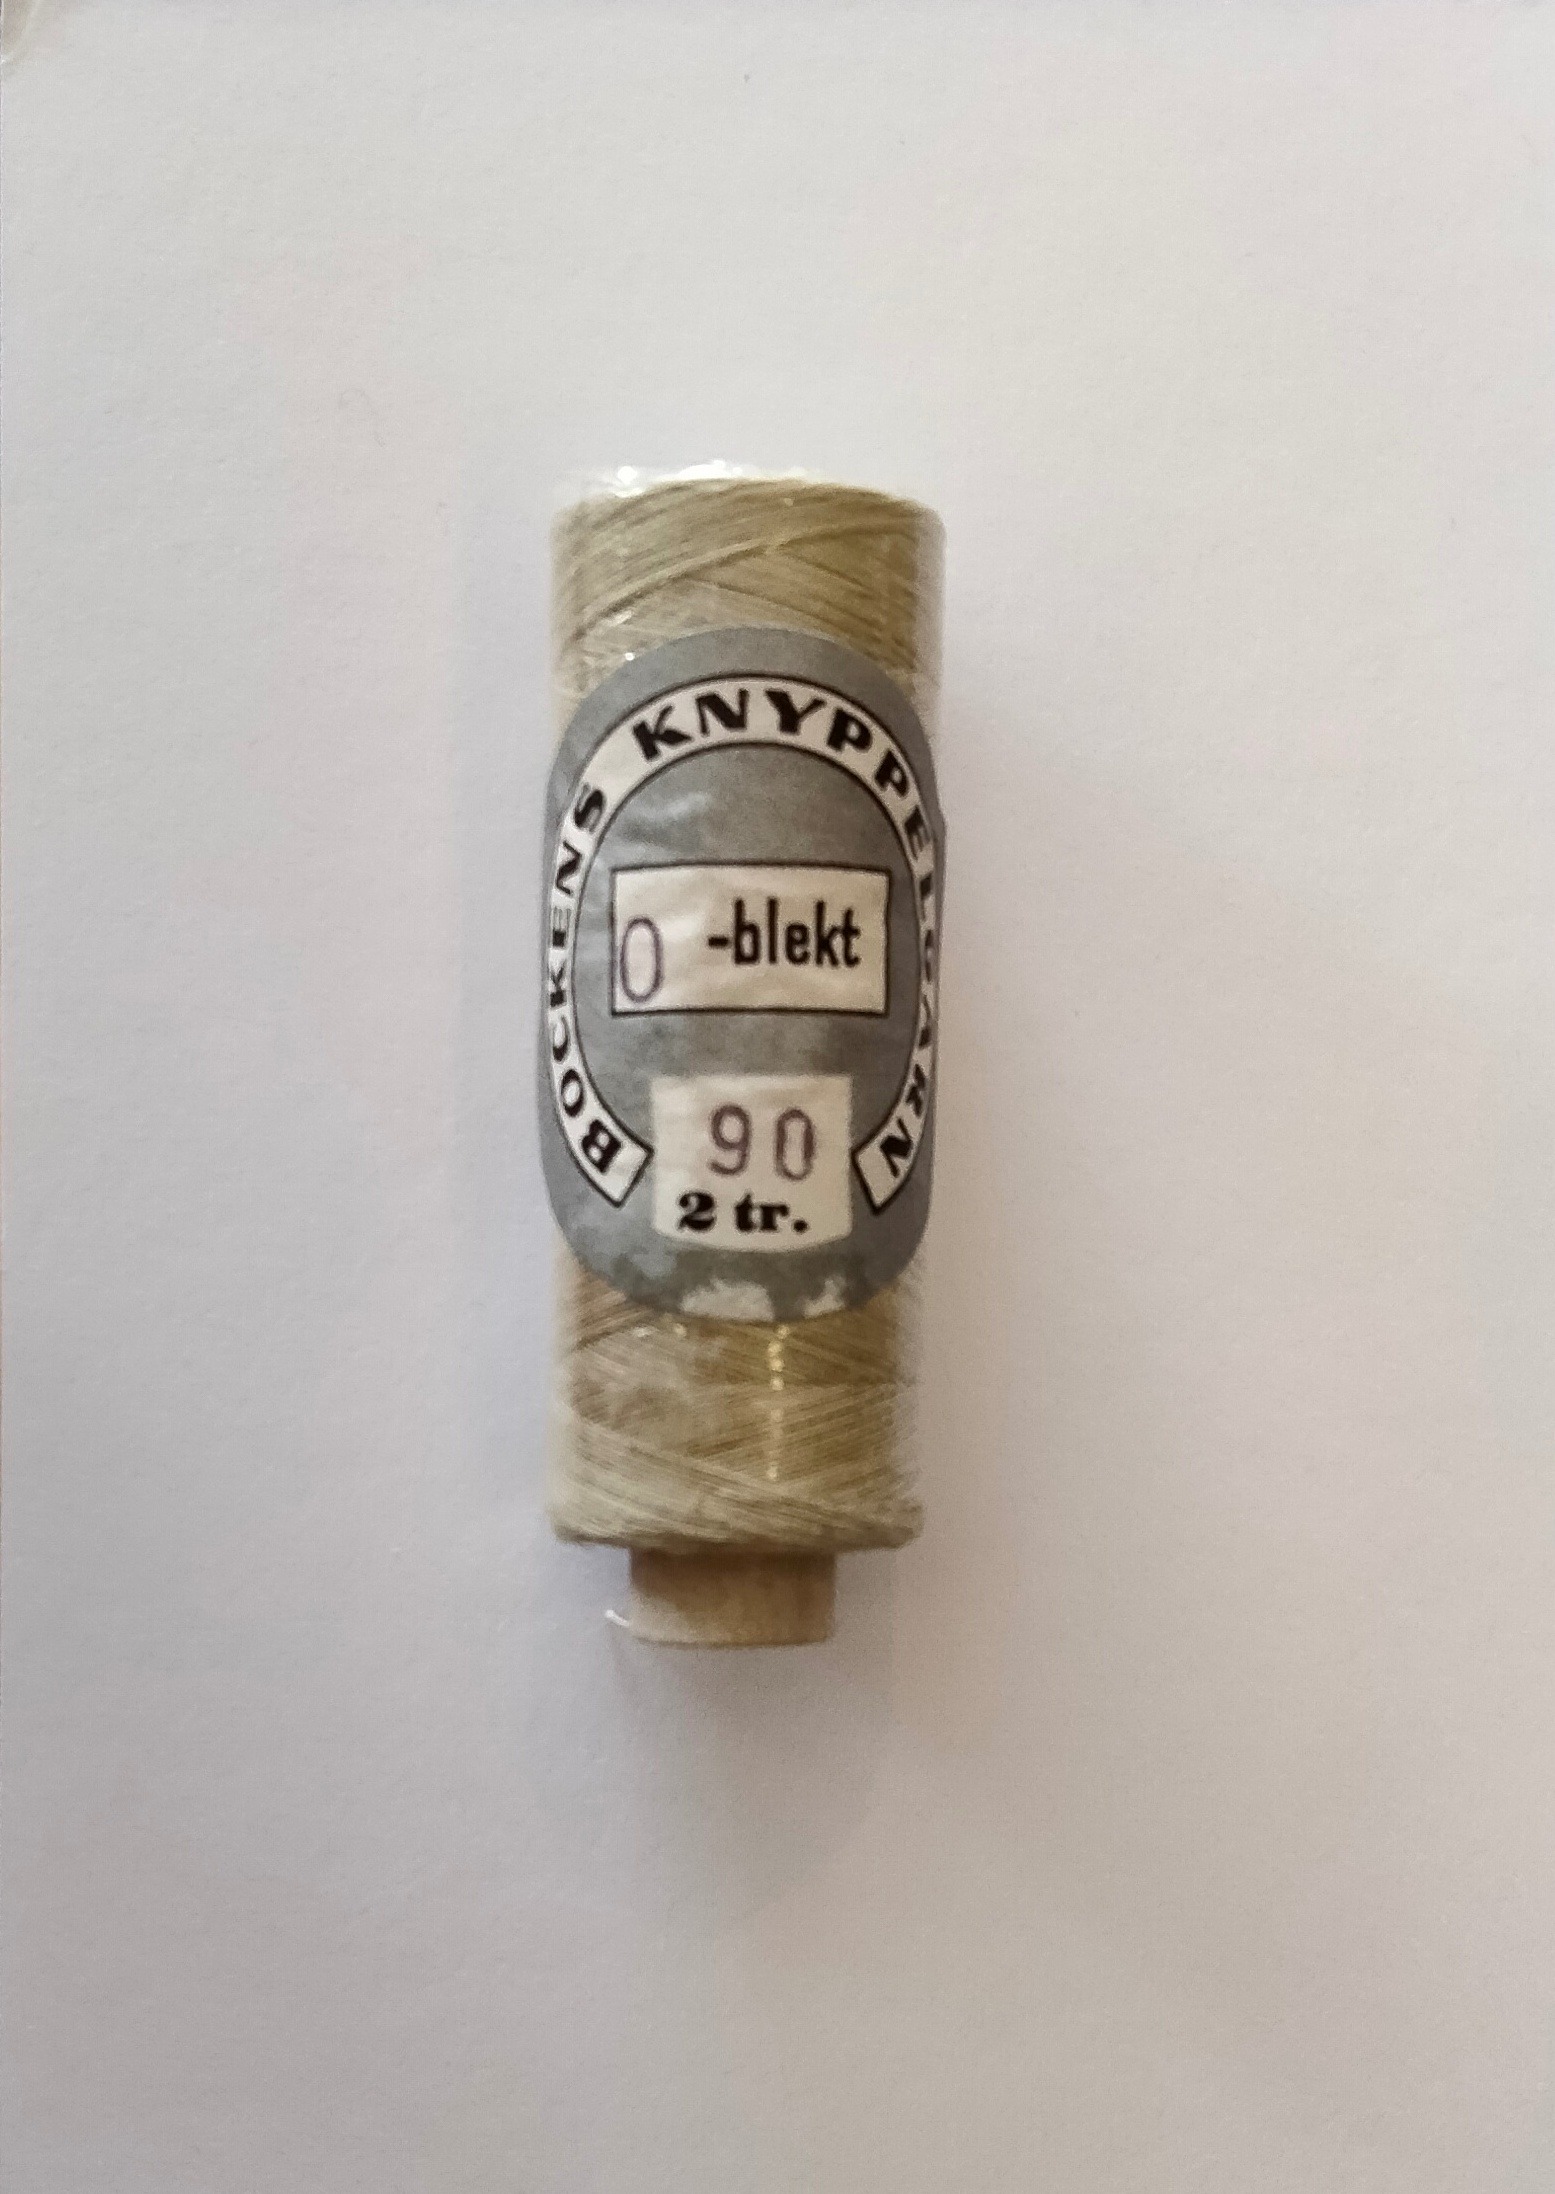 BOCKENS KNYPPELGARN
0 -blekt
90
2 tr.